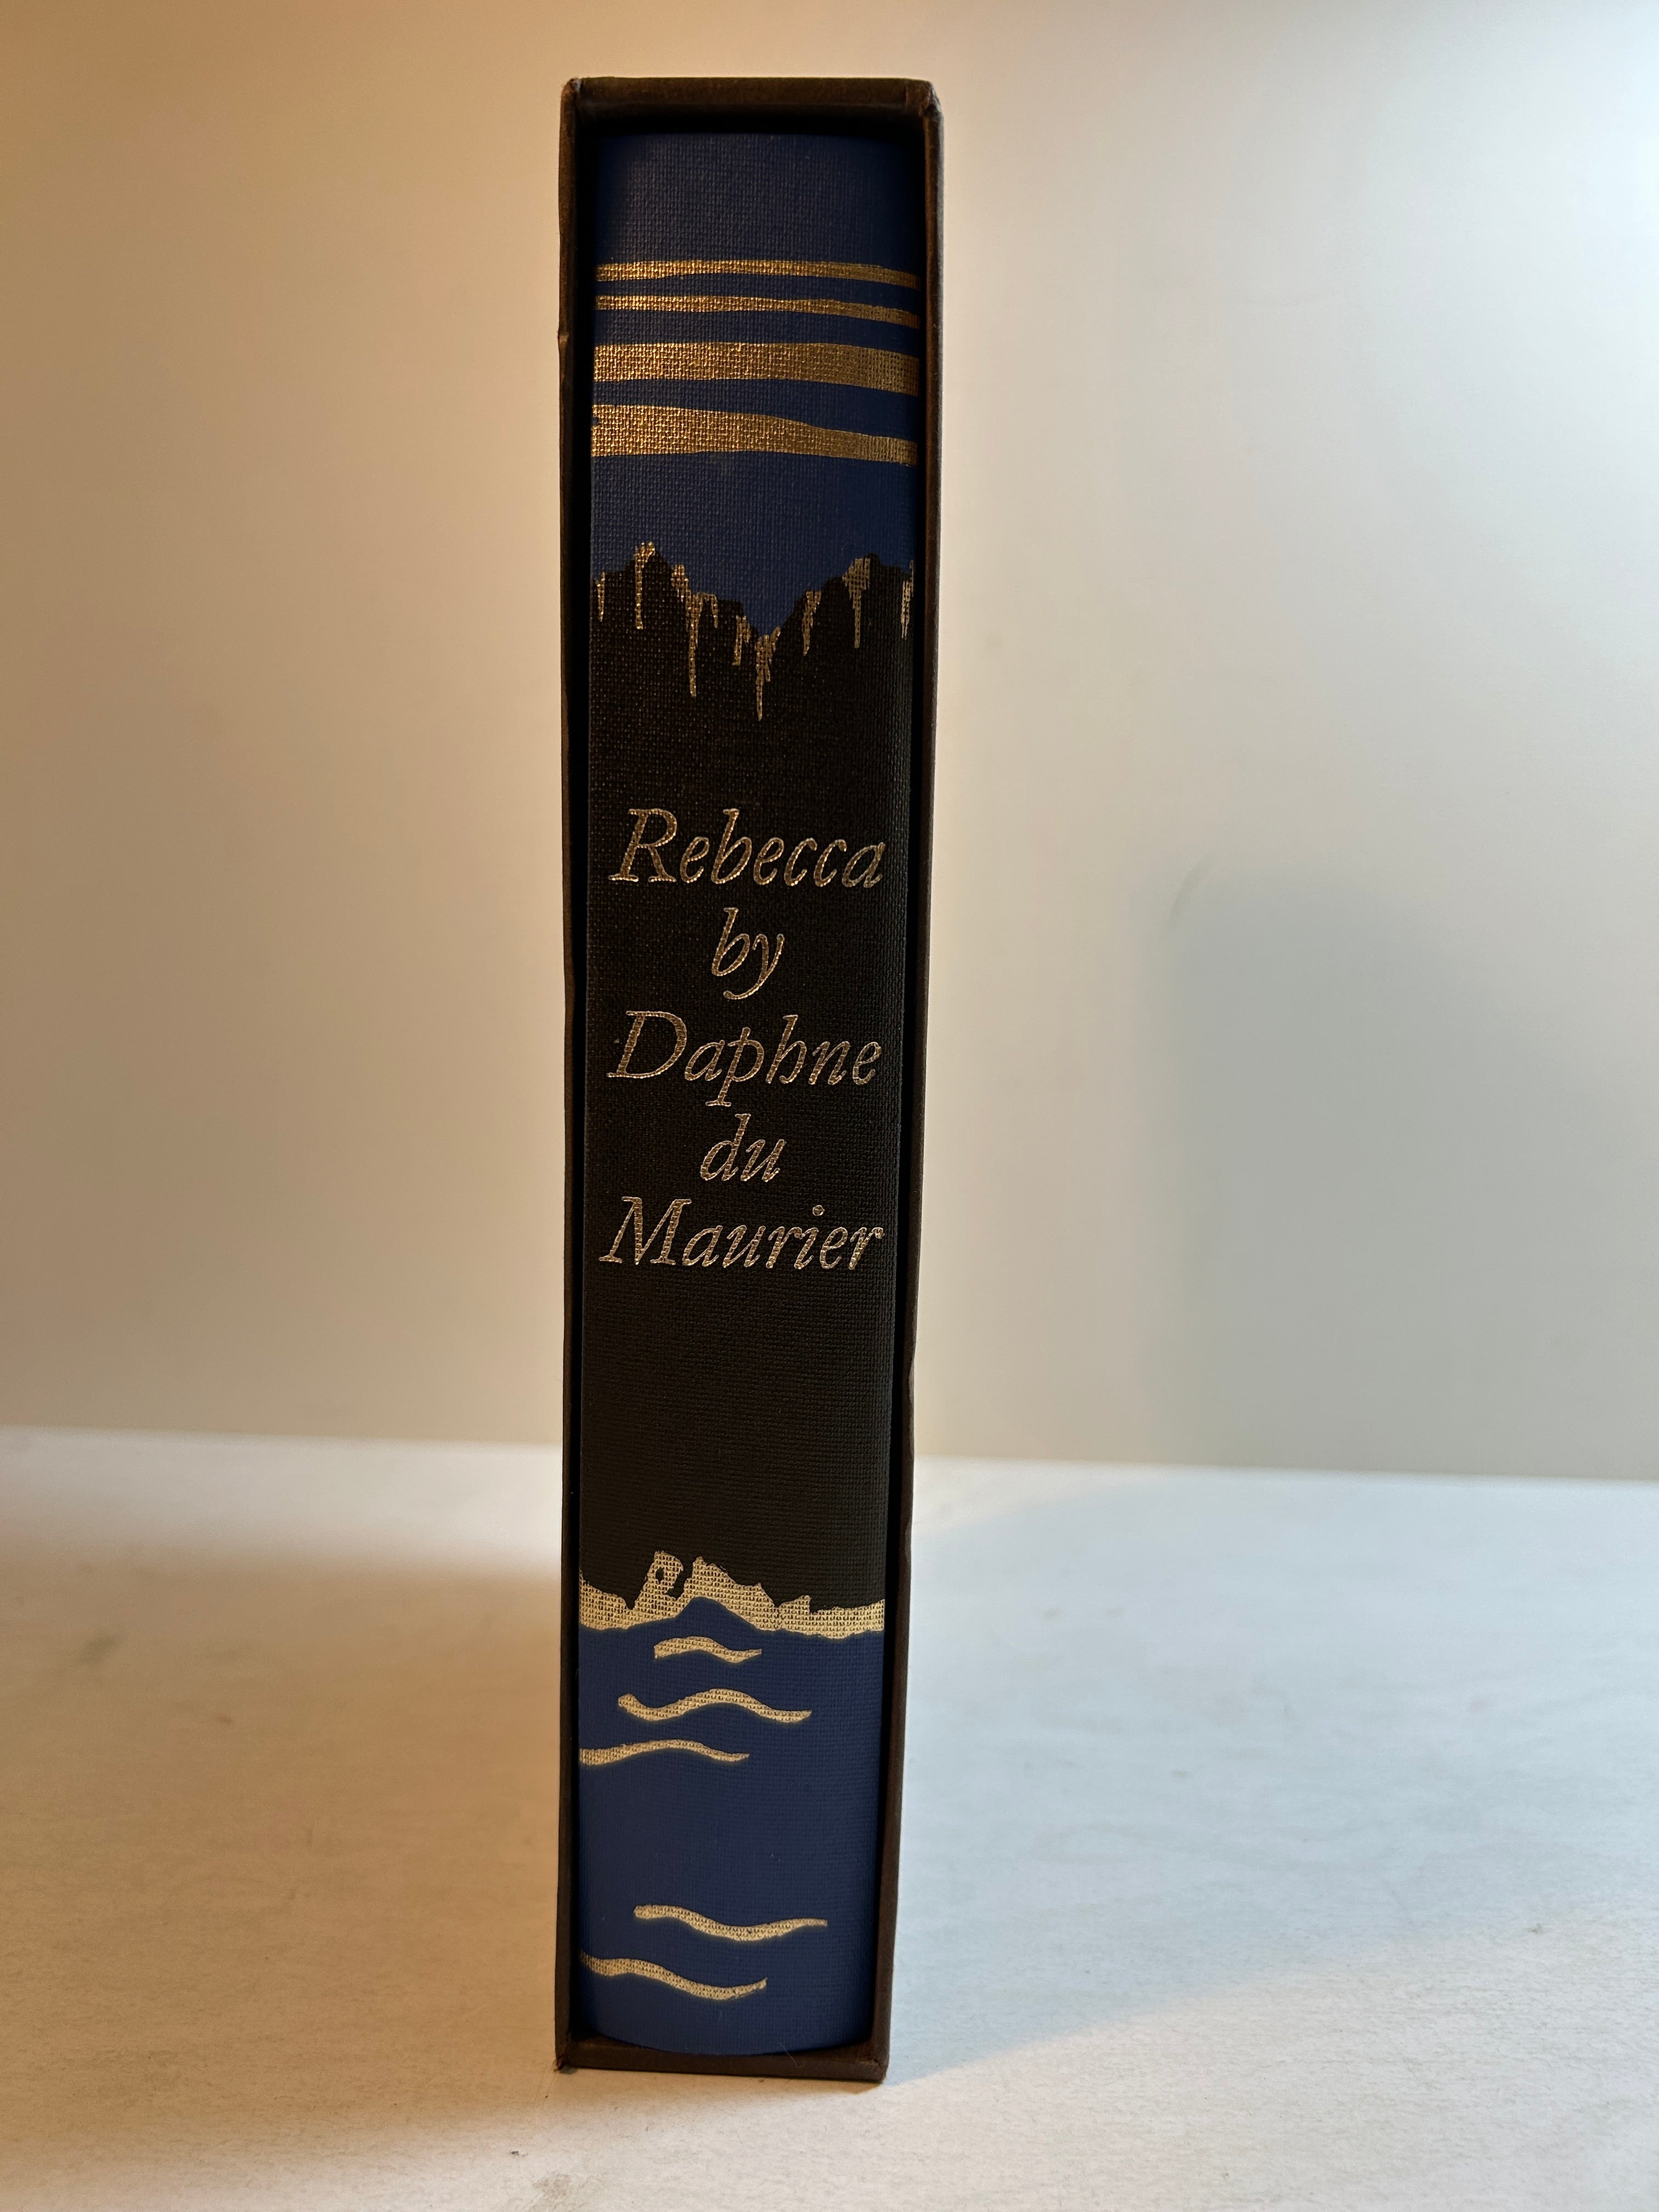 Rebecca
by
Daphne
du
Maurier